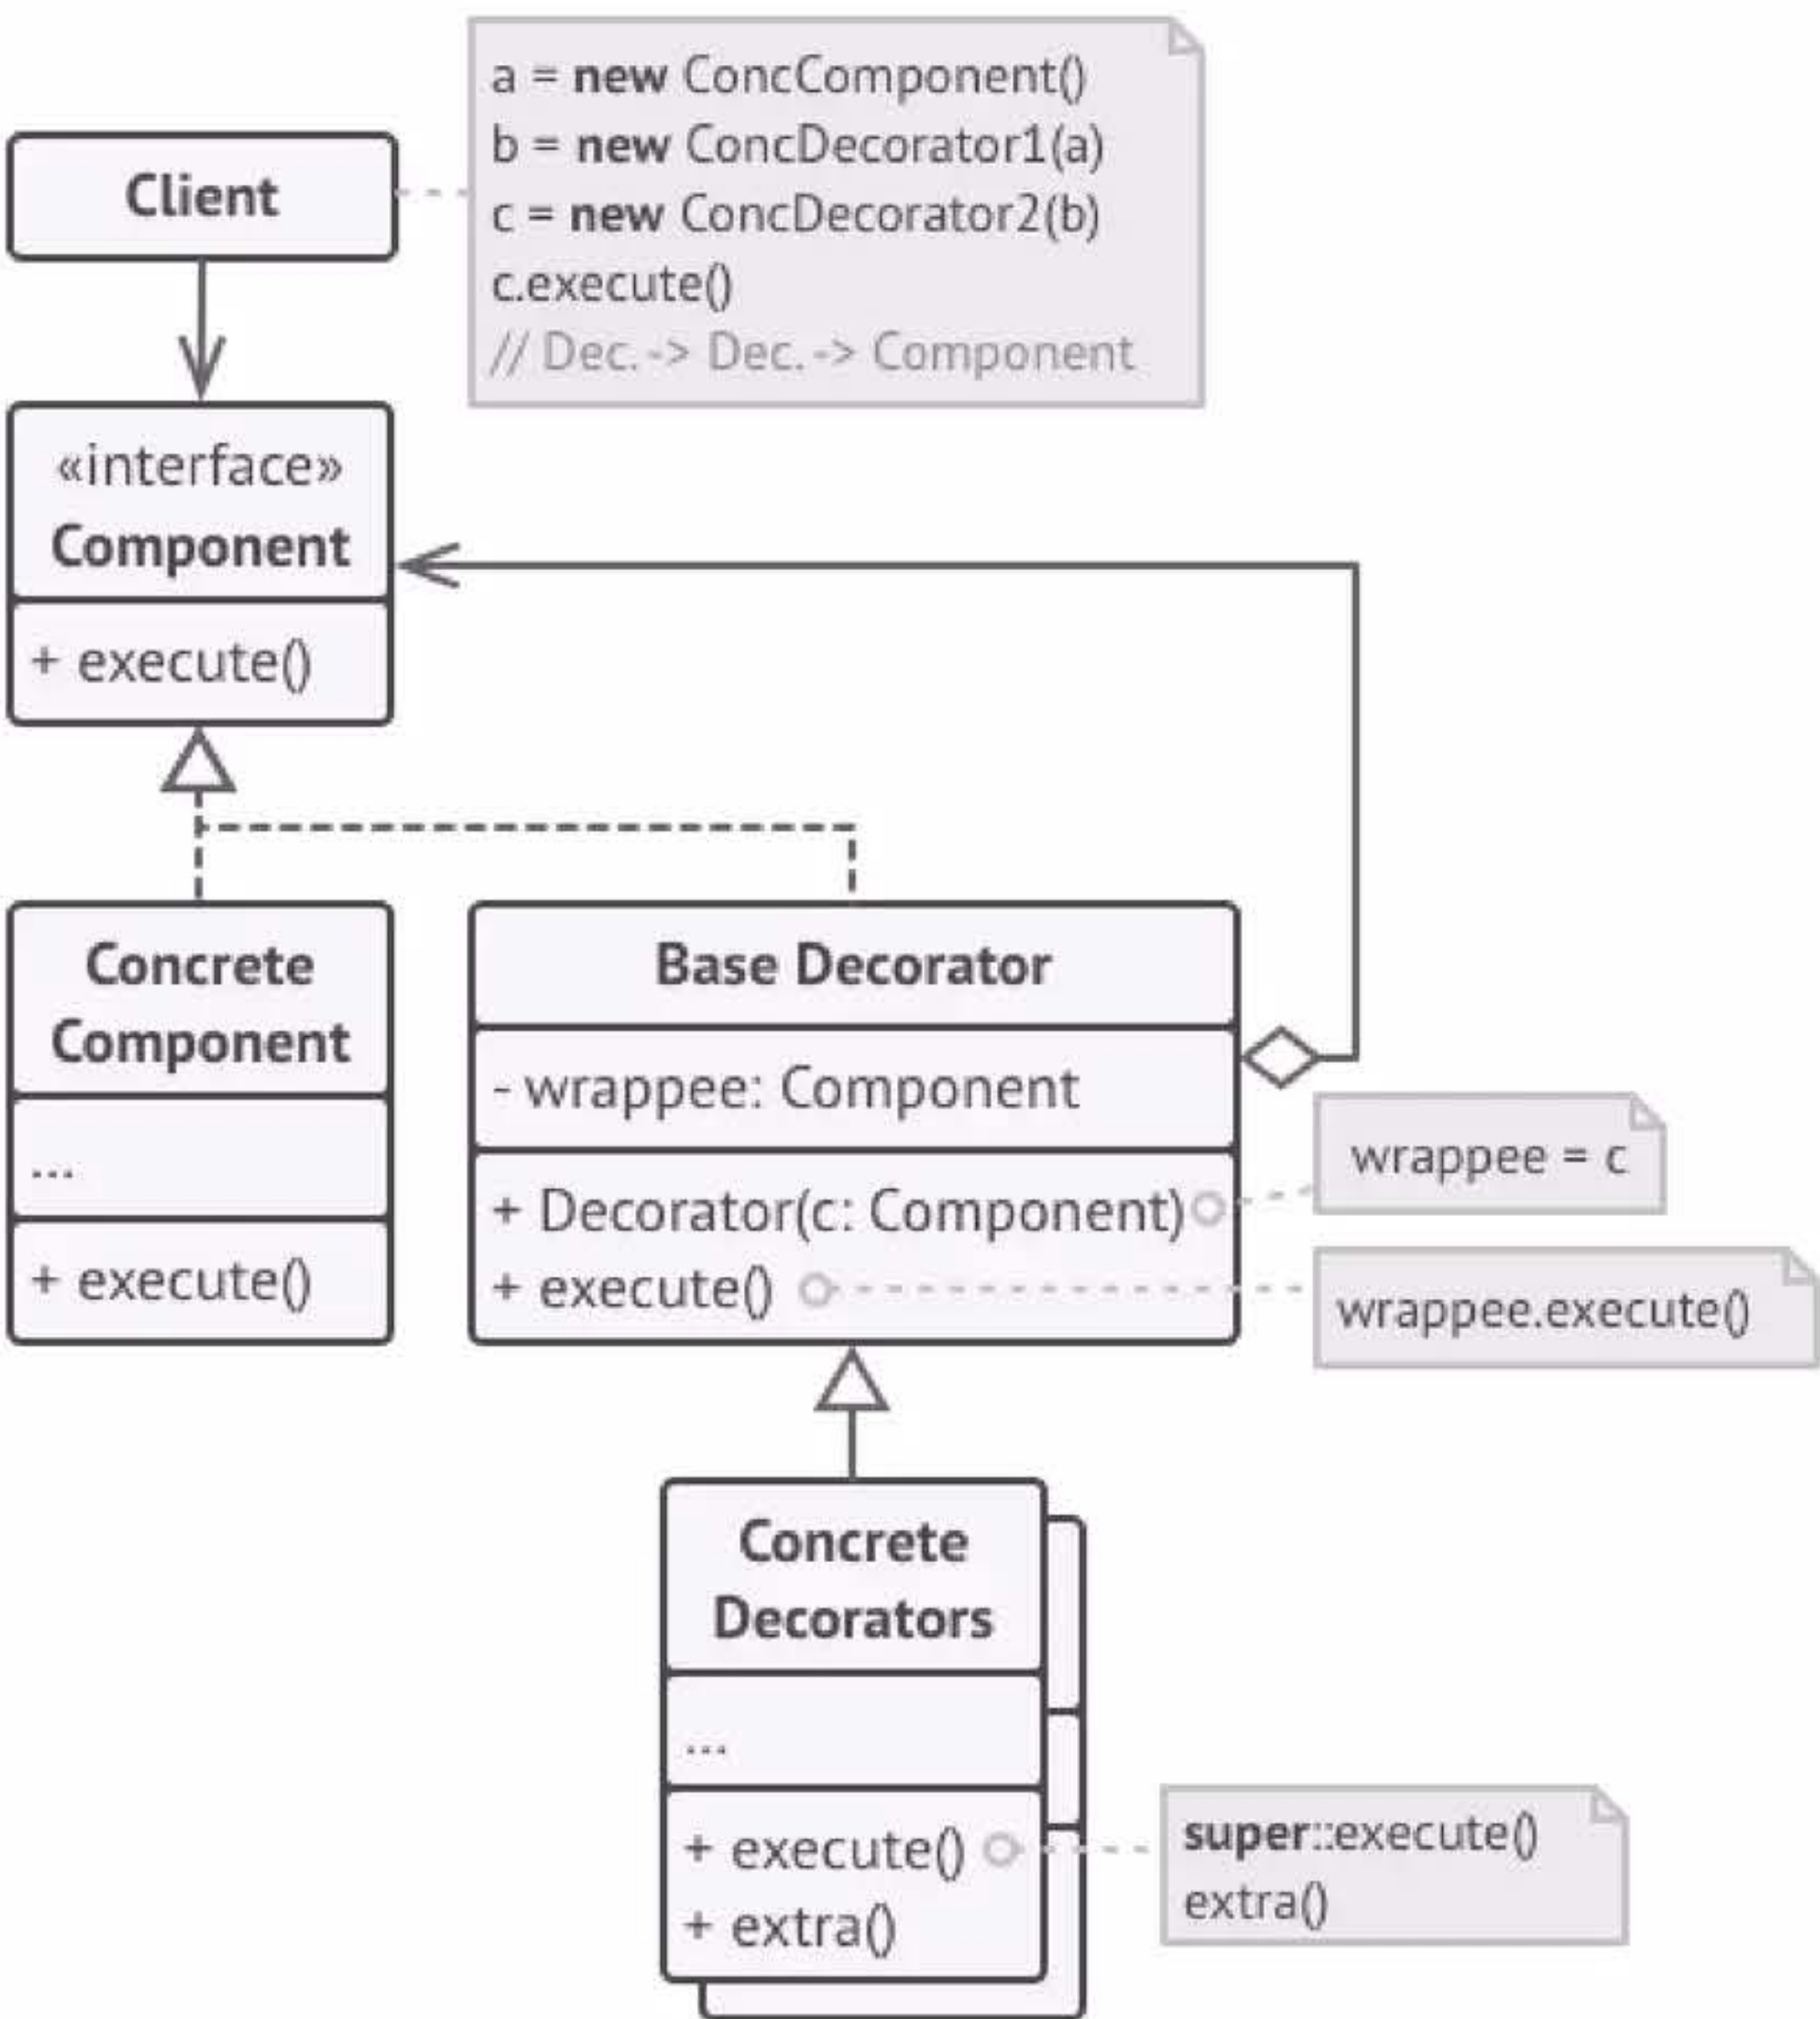 a = new ConcComponent()
b = new ConcDecorator1(a)
c = new ConcDecorator2(b)
c.execute()
// Dec. -> Dec. -> Component
Client
«interface»
Component
+ execute()
Concrete
Component
...
+ execute()
Base Decorator
- wrappee: Component
+ Decorator(c: Component)
+ execute()
wrappee = c
wrappee.execute()
Concrete
Decorators
...
+ execute()
+ extra()
super::execute()
extra()